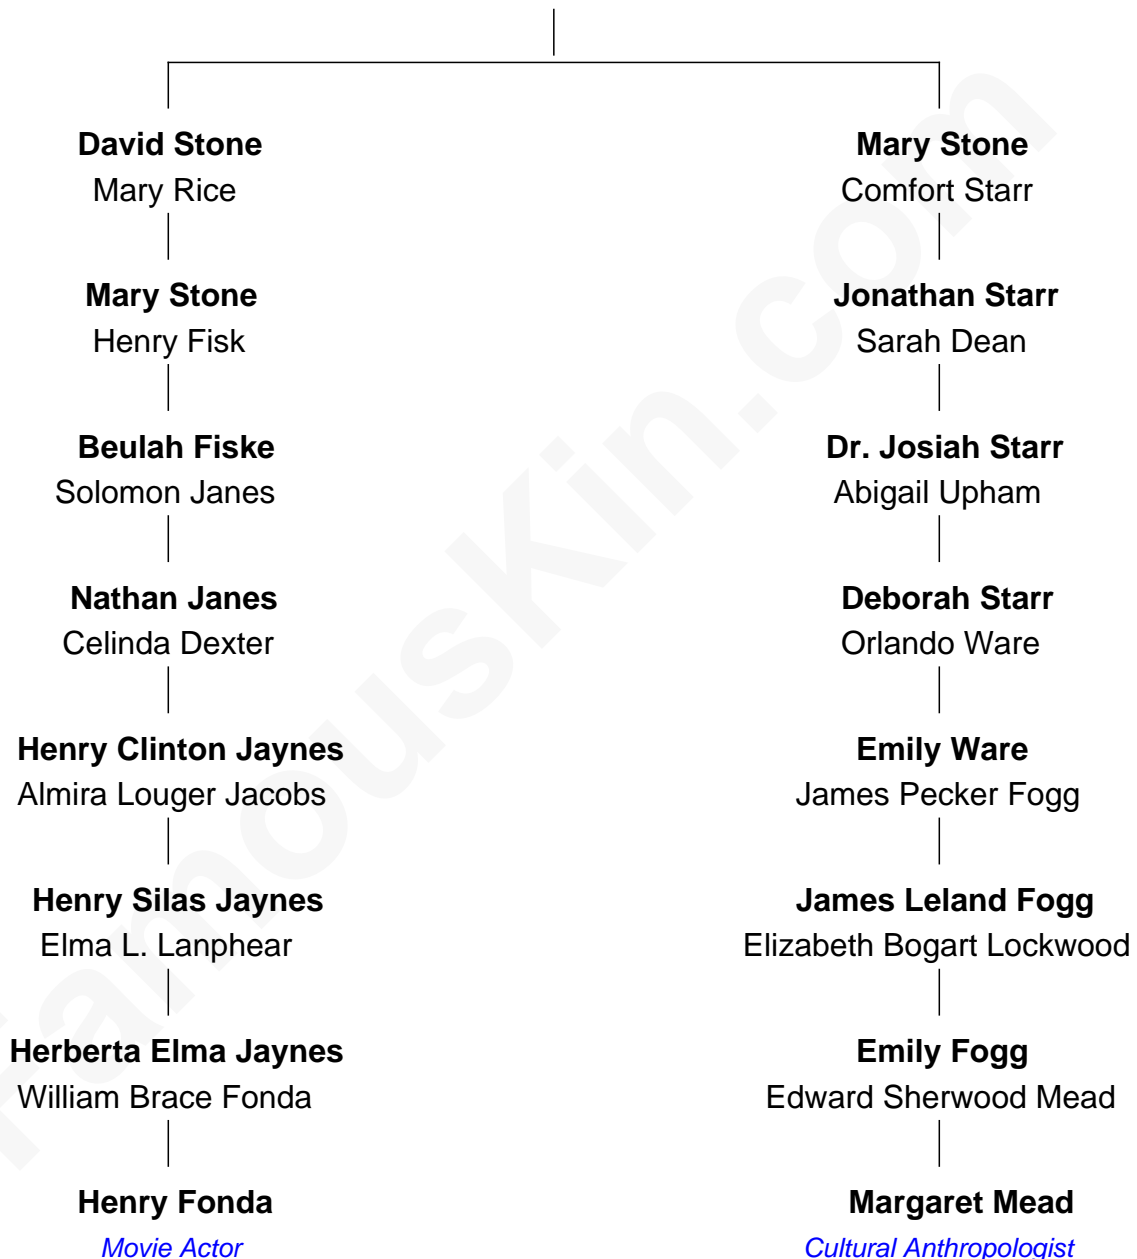 David Stone
Mary Rice
Mary Stone
Comfort Starr
Mary Stone
Henry Fisk
Jonathan Starr
Sarah Dean
Beulah Fiske
Solomon Janes
Dr. Josiah Starr
Abigail Upham
Nathan Janes
Celinda Dexter
Deborah Starr
Orlando Ware
Henry Clinton Jaynes
Almira Louger Jacobs
Emily Ware
James Pecker Fogg
Henry Silas Jaynes
Elma L. Lanphear
James Leland Fogg
Elizabeth Bogart Lockwood
Herberta Elma Jaynes
William Brace Fonda
Emily Fogg
Edward Sherwood Mead
Henry Fonda
Movie Actor
Margaret Mead
Cultural Anthropologist
FamousKin.com